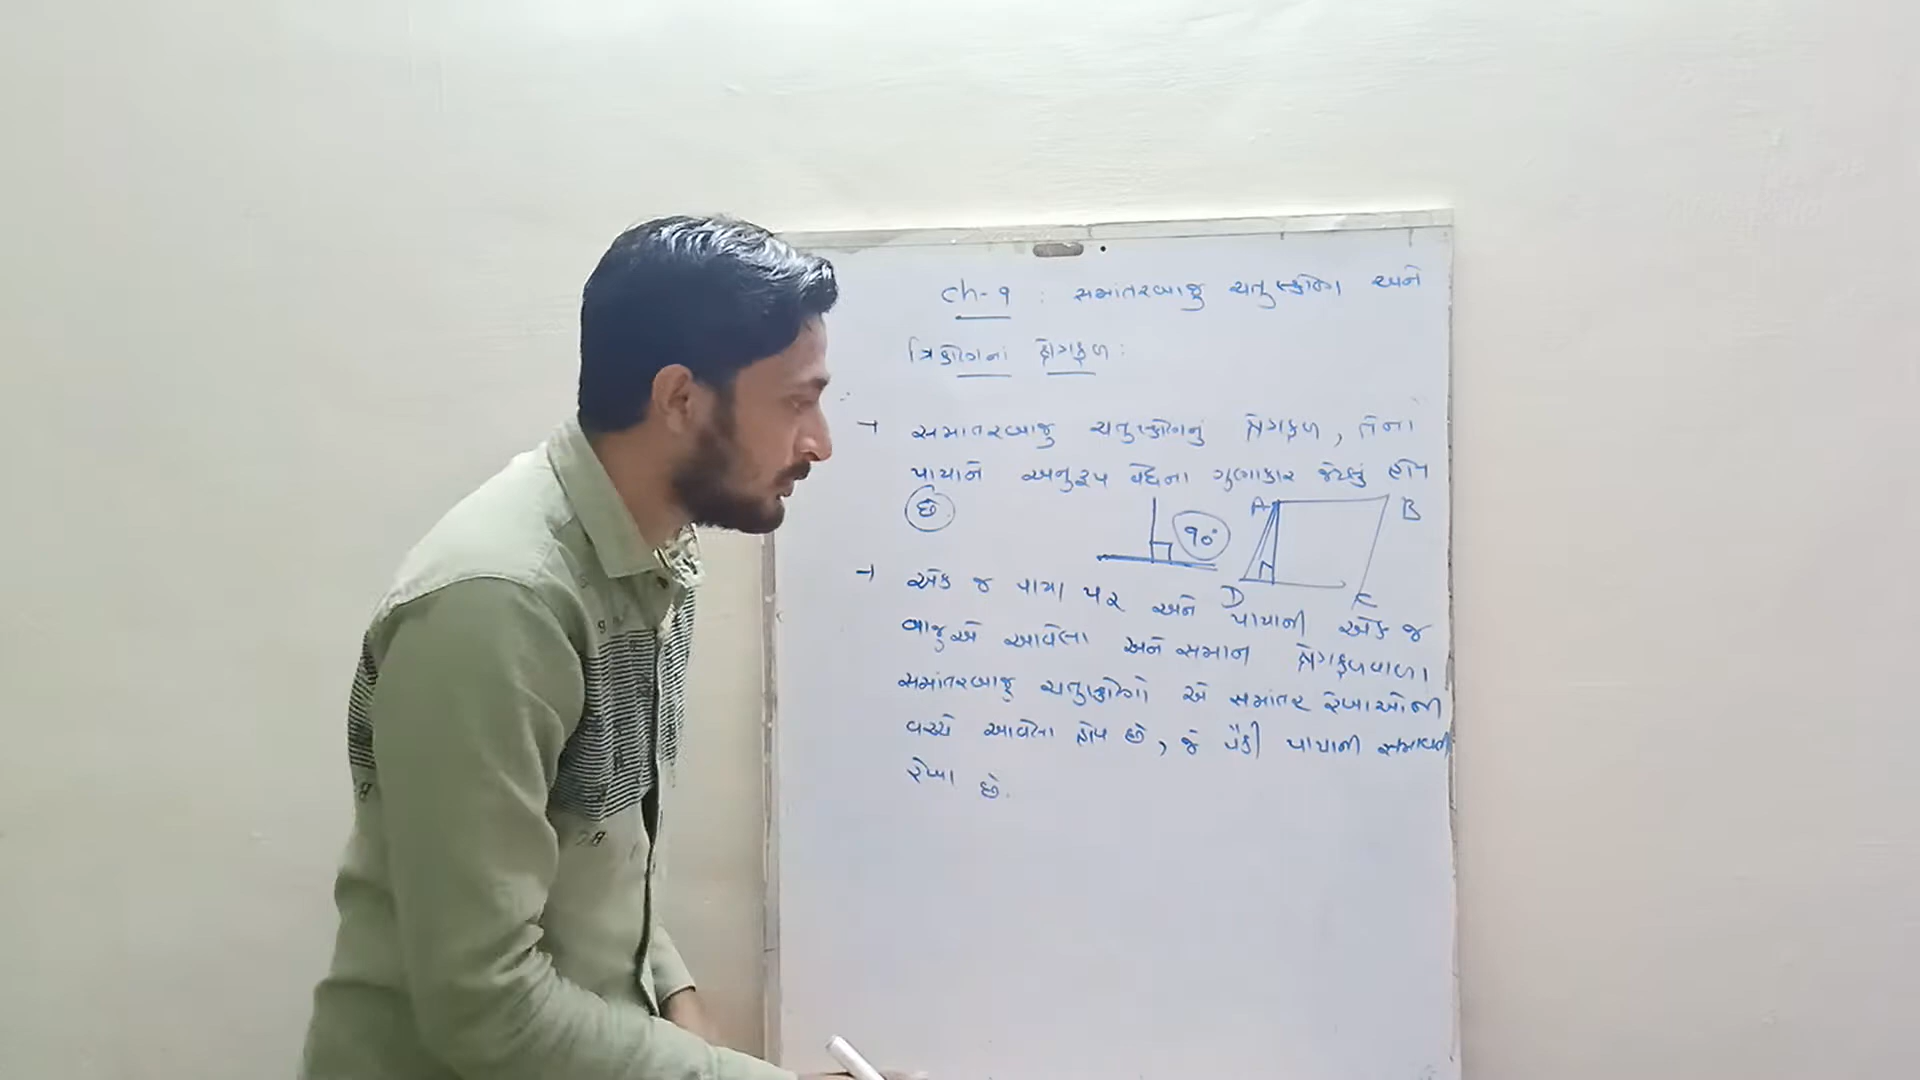 Ch-9 : સમાંતરબાજુ ચતુષ્કોણ અને
ત્રિકોણનાં ક્ષેત્રફળ :
→ સમાંતરબાજુ ચતુષ્કોણનું ક્ષેત્રફળ, તેના
પાયાને અનુરૂપ વેધના ગુણાકાર જેટલું હોય
છે.
90°
A B
D C
→ એક જ પાયા પર અને પાયાની એક જ
બાજુએ આવેલા અને સમાન ક્ષેત્રફળવાળા
સમાંતરબાજુ ચતુષ્કોણો એ સમાંતર રેખાઓની
વચ્ચે આવેલા હોય છે, જે પૈકી પાયાની સમાવતી
રેખા છે.